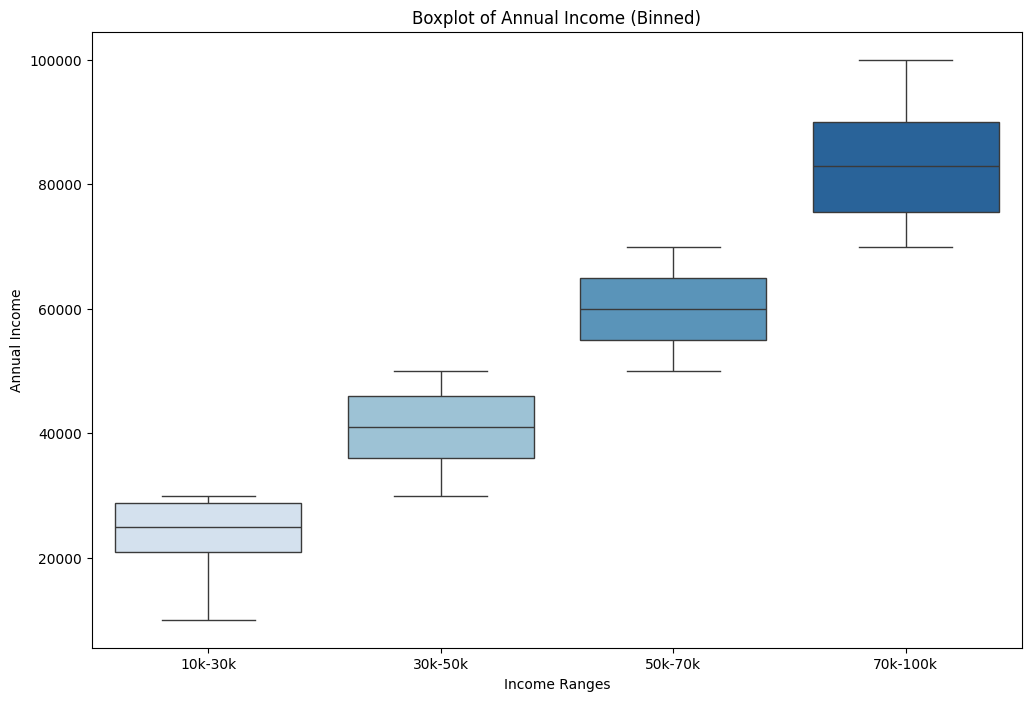 Boxplot of Annual Income (Binned)
Annual Income
100000
80000
60000
40000
20000
10k-30k
30k-50k
50k-70k
70k-100k
Income Ranges